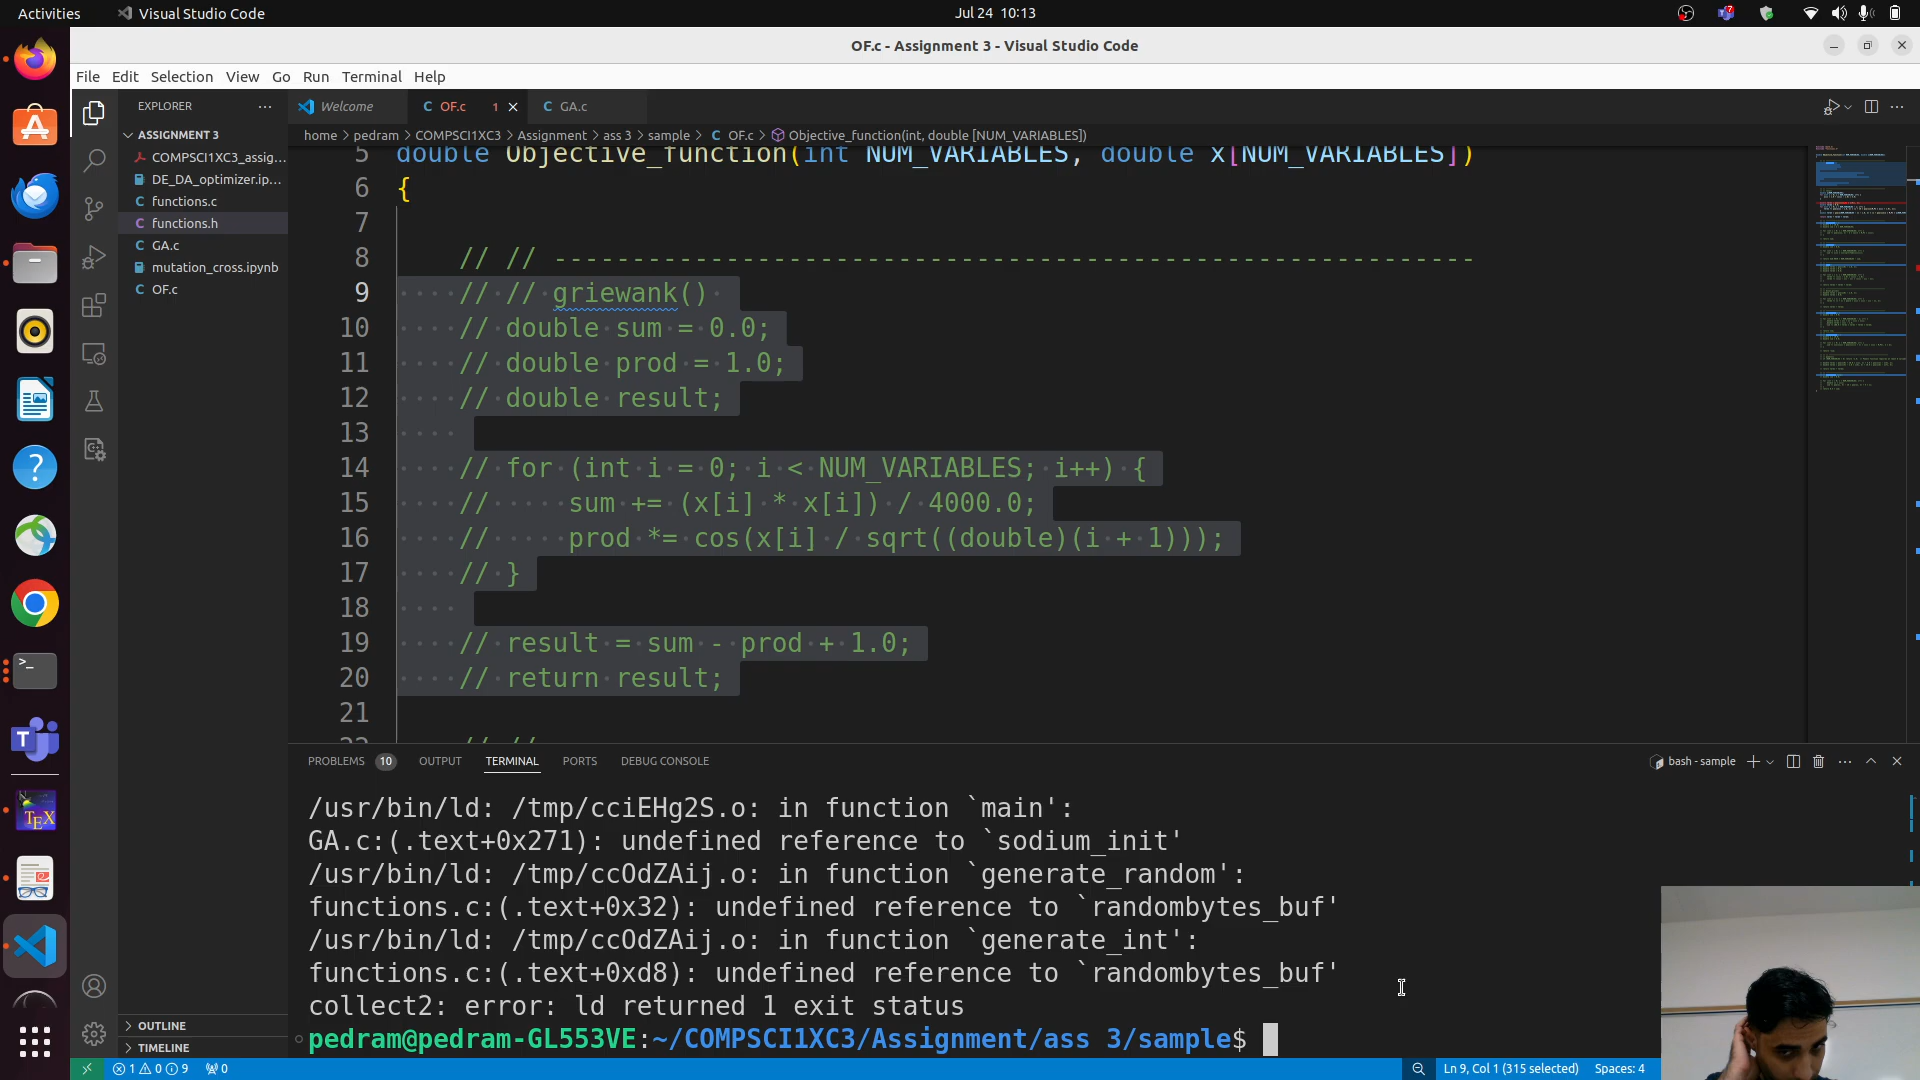 Activities
Visual Studio Code
Jul 24 10:13
OF.c - Assignment 3 - Visual Studio Code
File Edit Selection View Go Run Terminal Help
EXPLORER
ASSIGNMENT 3
COMPSCI1XC3_assig...
DE_DA_optimizer.ip...
functions.c
functions.h
GA.c
mutation_cross.ipynb
OF.c
OUTLINE
TIMELINE
Welcome
OF.c 1
GA.c
home > pedram > COMPSCI1XC3 > Assignment > ass 3 > sample > OF.c > Objective_function(int, double [NUM_VARIABLES])
5 double Objective_function(int NUM_VARIABLES, double x[NUM_VARIABLES])
6 {
7
8 // // -----------------------------------------------------------
9 // // griewank()
10 // double sum = 0.0;
11 // double prod = 1.0;
12 // double result;
13
14 // for (int i = 0; i < NUM_VARIABLES; i++) {
15 // sum += (x[i] * x[i]) / 4000.0;
16 // prod *= cos(x[i] / sqrt((double)(i + 1)));
17 // }
18
19 // result = sum - prod + 1.0;
20 // return result;
21
PROBLEMS 10 OUTPUT TERMINAL PORTS DEBUG CONSOLE
bash - sample
/usr/bin/ld: /tmp/cciEHg2S.o: in function `main':
GA.c:(.text+0x271): undefined reference to `sodium_init'
/usr/bin/ld: /tmp/ccOdZAij.o: in function `generate_random':
functions.c:(.text+0x32): undefined reference to `randombytes_buf'
/usr/bin/ld: /tmp/ccOdZAij.o: in function `generate_int':
functions.c:(.text+0xd8): undefined reference to `randombytes_buf'
collect2: error: ld returned 1 exit status
pedram@pedram-GL553VE:~/COMPSCI1XC3/Assignment/ass 3/sample$
1 0 9 0
Ln 9, Col 1 (315 selected) Spaces: 4